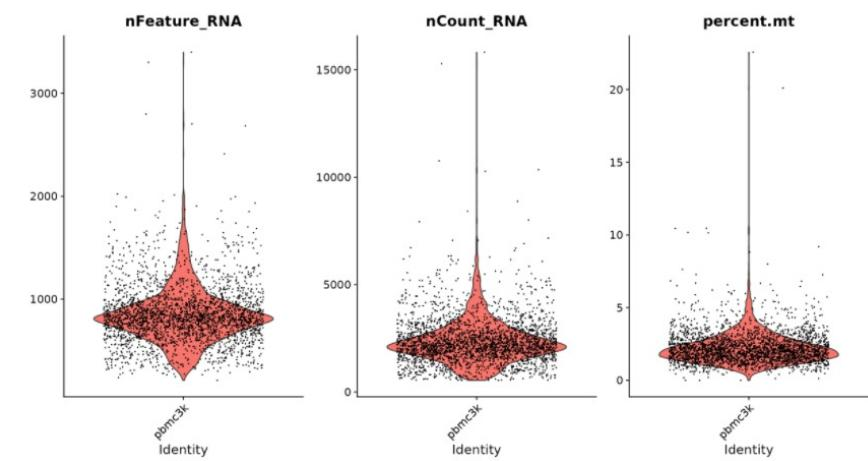 nFeature_RNA
3000
2000
1000
pbmc3k
Identity
nCount_RNA
15000
10000
5000
0
pbmc3k
Identity
percent.mt
20
15
10
5
0
pbmc3k
Identity